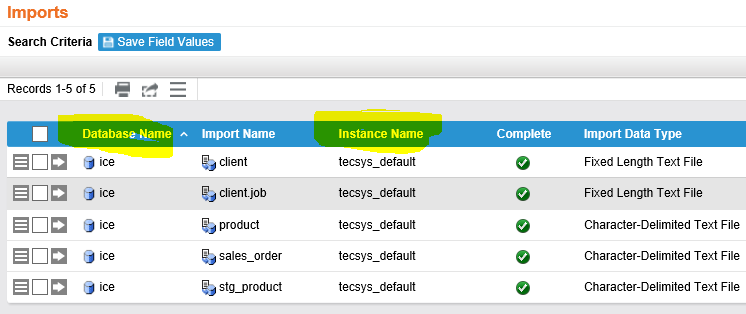 Imports
Search Criteria Save Field Values
Records 1-5 of 5
Database Name Import Name Instance Name Complete Import Data Type
ice client tecsys_default Fixed Length Text File
ice client.job tecsys_default Fixed Length Text File
ice product tecsys_default Character-Delimited Text File
ice sales_order tecsys_default Character-Delimited Text File
ice stg_product tecsys_default Character-Delimited Text File